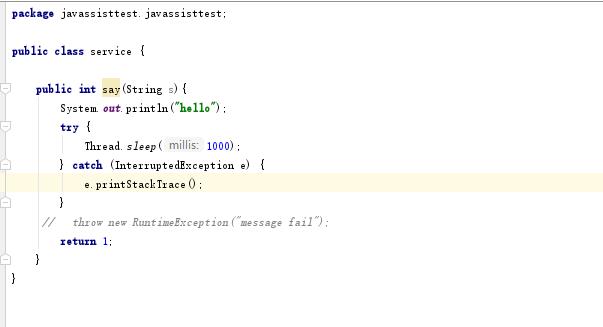 package javassisttest.javassisttest;
public class service {
public int say(String s){
System.out.println("hello");
try {
Thread.sleep( millis: 1000);
} catch (InterruptedException e) {
e.printStackTrace();
}
// throw new RuntimeException("message fail");
return 1;
}
}